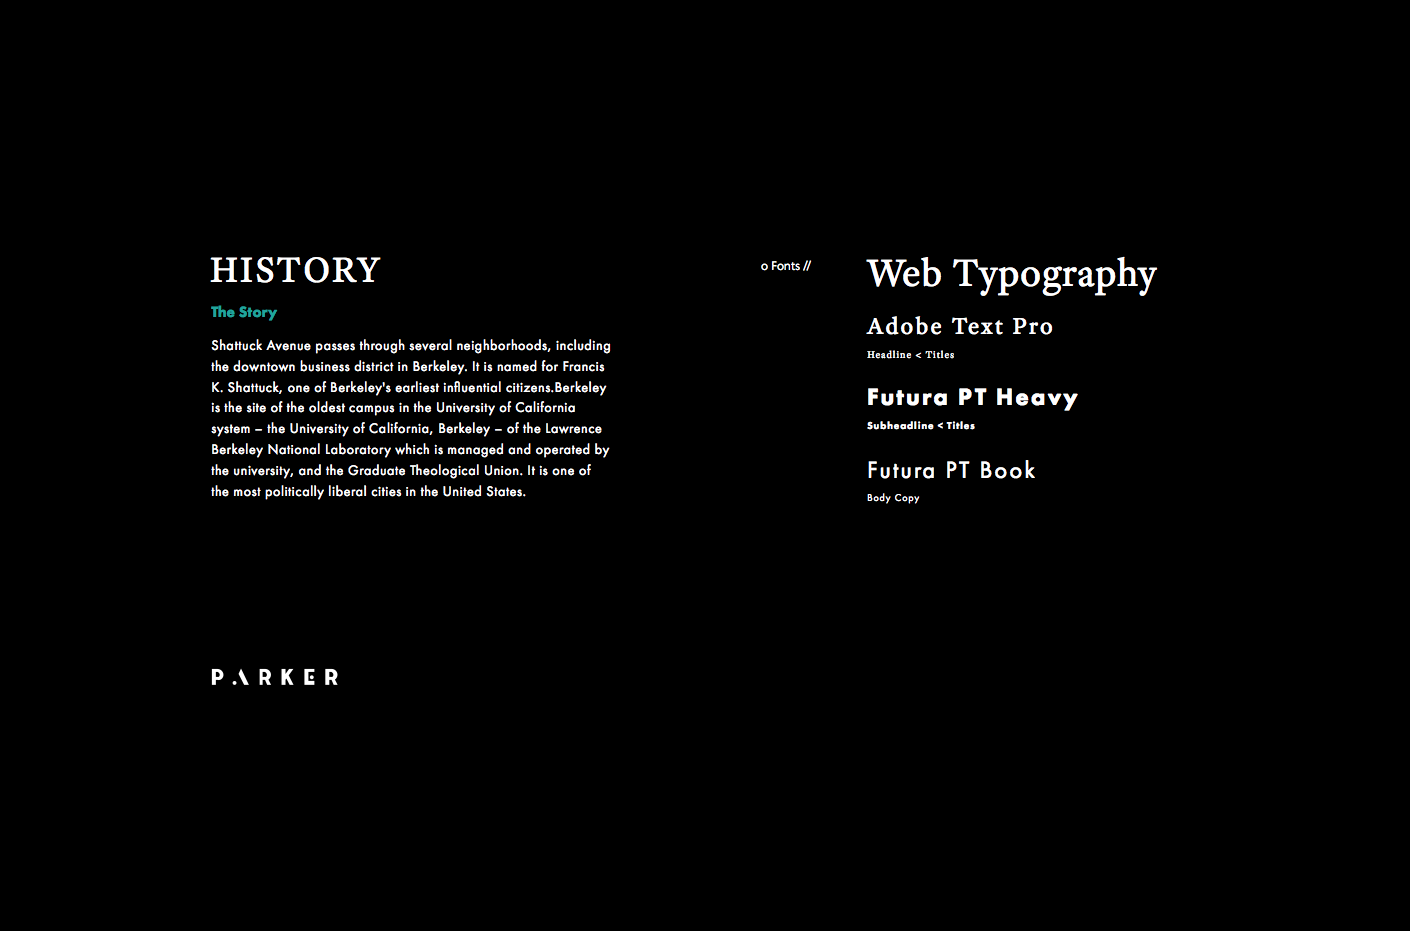 HISTORY
The Story
Shattuck Avenue passes through several neighborhoods, including
the downtown business district in Berkeley. It is named for Francis
K. Shattuck, one of Berkeley's earliest influential citizens.Berkeley
is the site of the oldest campus in the University of California
system – the University of California, Berkeley – of the Lawrence
Berkeley National Laboratory which is managed and operated by
the university, and the Graduate Theological Union. It is one of
the most politically liberal cities in the United States.
PARKER
o Fonts //
Web Typography
Adobe Text Pro
Headline < Titles
Futura PT Heavy
Subheadline < Titles
Futura PT Book
Body Copy